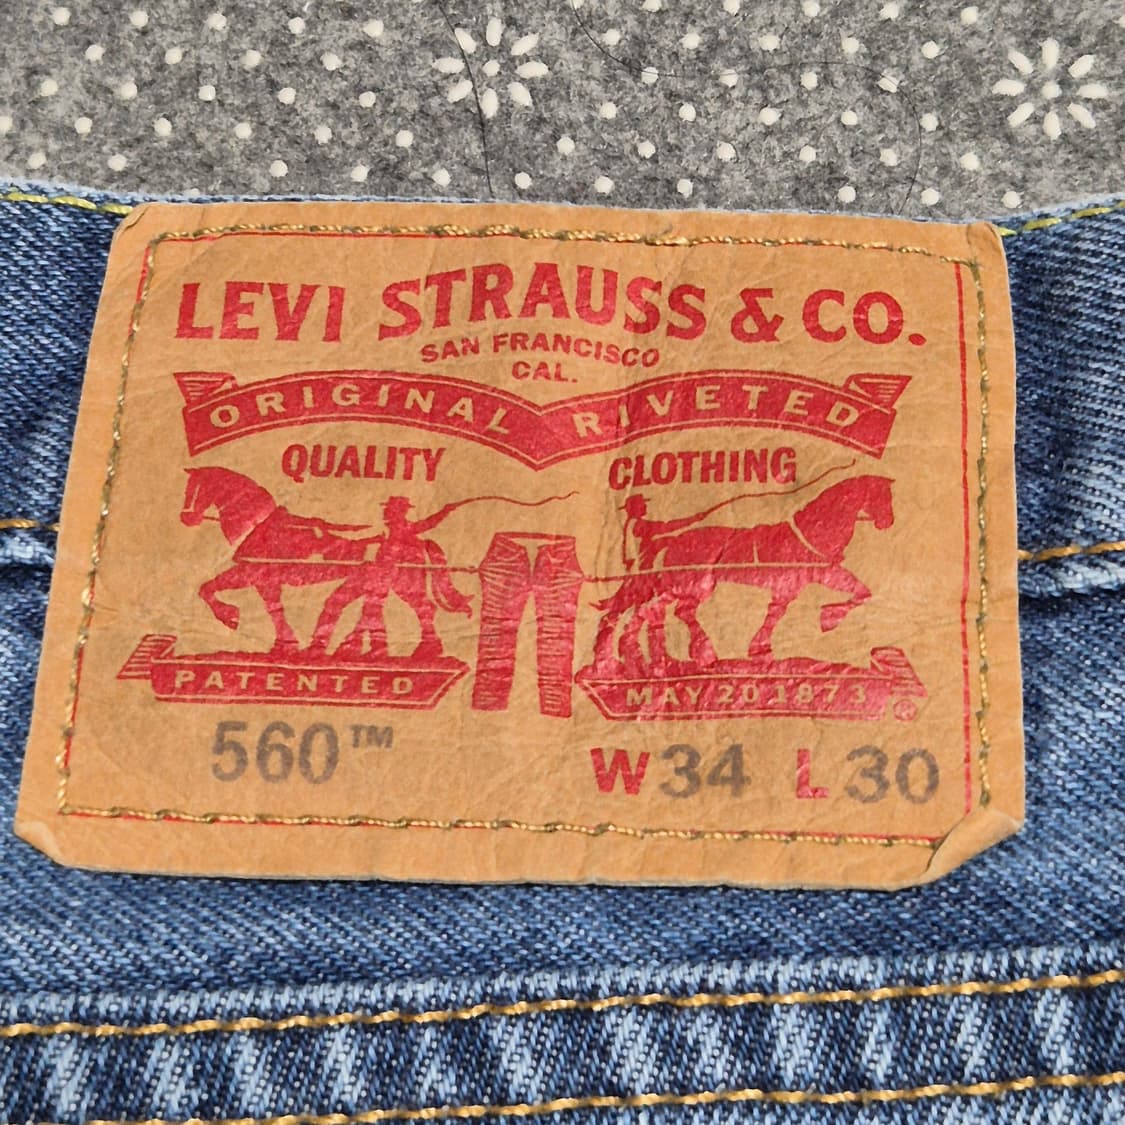 LEVI STRAUSS & CO.
SAN FRANCISCO
CAL.
ORIGINAL RIVETED
QUALITY CLOTHING
PATENTED MAY 20 1873 ®
560™ W34 L30